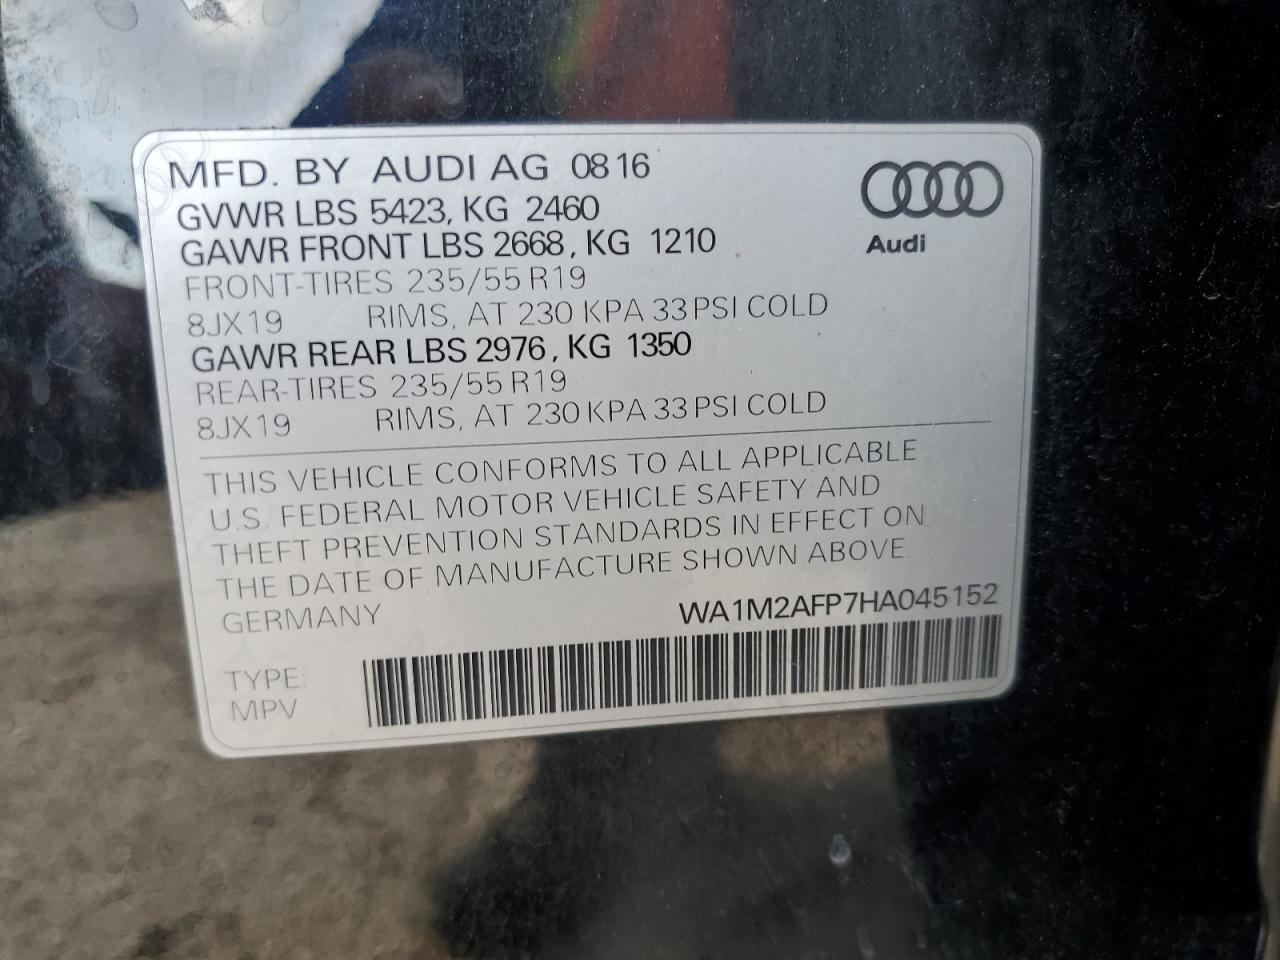 MFD. BY AUDI AG 0816
GVWR LBS 5423, KG 2460
GAWR FRONT LBS 2668, KG 1210
FRONT-TIRES 235/55 R19
8JX19 RIMS, AT 230 KPA 33 PSI COLD
GAWR REAR LBS 2976, KG 1350
REAR-TIRES 235/55 R19
8JX19 RIMS, AT 230 KPA 33 PSI COLD
Audi
THIS VEHICLE CONFORMS TO ALL APPLICABLE
U.S. FEDERAL MOTOR VEHICLE SAFETY AND
THEFT PREVENTION STANDARDS IN EFFECT ON
THE DATE OF MANUFACTURE SHOWN ABOVE.
GERMANY WA1M2AFP7HA045152
TYPE:
MPV